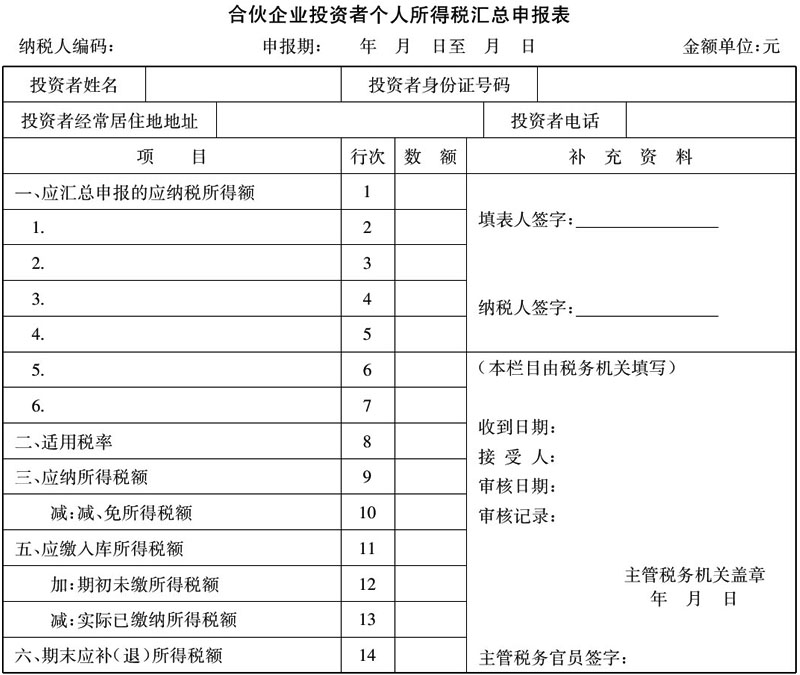 合伙企业投资者个人所得税汇总申报表
纳税人编码： 申报期： 年 月 日至 月 日 金额单位：元
投资者姓名 投资者身份证号码
投资者经常居住地地址 投资者电话
项 目 行次 数 额 补 充 资 料
一、应汇总申报的应纳税所得额 1
1. 2
2. 3
3. 4
4. 5
5. 6
6. 7
二、适用税率 8
三、应纳所得税额 9
减：减、免所得税额 10
五、应缴入库所得税额 11
加：期初未缴所得税额 12
减：实际已缴纳所得税额 13
六、期末应补（退）所得税额 14
填表人签字：
纳税人签字：
（本栏目由税务机关填写）
收到日期：
接 受 人：
审核日期：
审核记录：
主管税务机关盖章
年 月 日
主管税务官员签字：